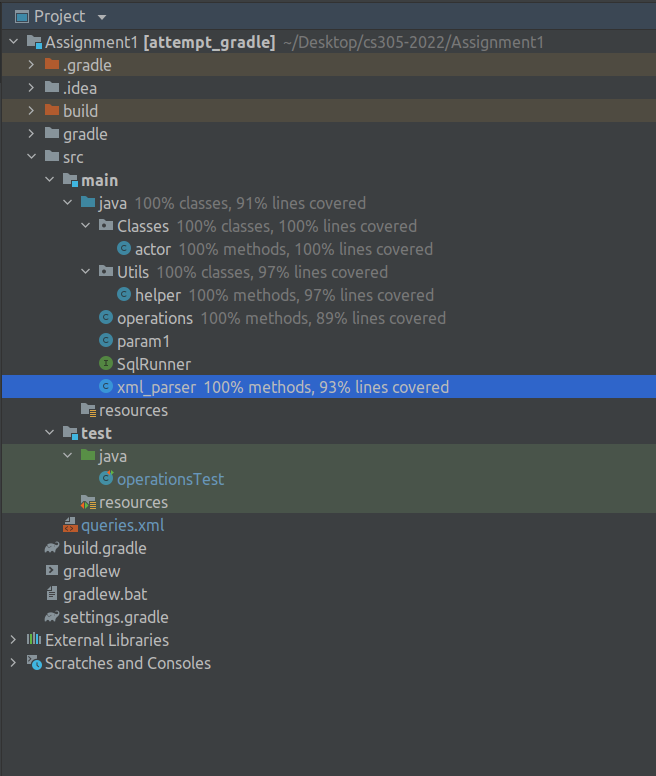 Project
Assignment1 [attempt_gradle] ~/Desktop/cs305-2022/Assignment1
.gradle
.idea
build
gradle
src
main
java 100% classes, 91% lines covered
Classes 100% classes, 100% lines covered
actor 100% methods, 100% lines covered
Utils 100% classes, 97% lines covered
helper 100% methods, 97% lines covered
operations 100% methods, 89% lines covered
param1
SqlRunner
xml_parser 100% methods, 93% lines covered
resources
test
java
operationsTest
resources
queries.xml
build.gradle
gradlew
gradlew.bat
settings.gradle
External Libraries
Scratches and Consoles